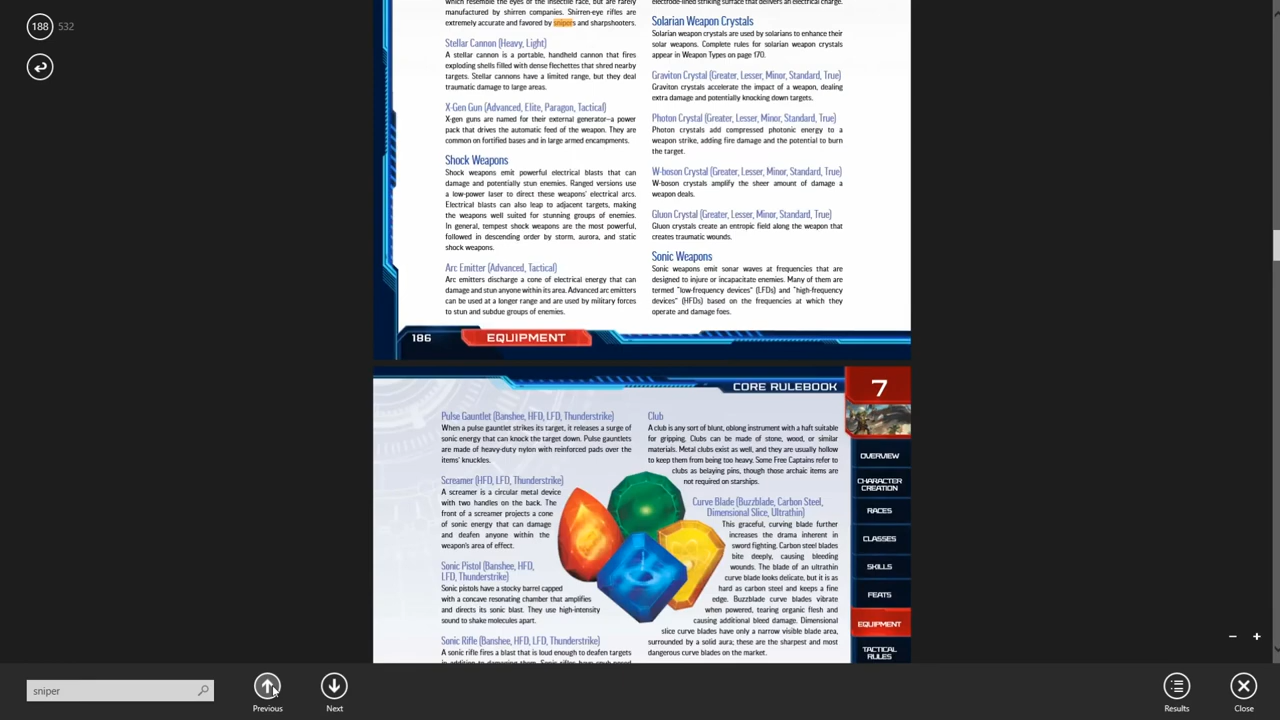 188 532
which resemble the eyes of the insectile race, but are rarely
manufactured by shirren companies. Shirren-eye rifles are
extremely accurate and favored by snipers and sharpshooters.
Stellar Cannon (Heavy, Light)
A stellar cannon is a portable, handheld cannon that fires
exploding shells filled with dense flechettes that shred nearby
targets. Stellar cannons have a limited range, but they deal
traumatic damage to large areas.
X-Gen Gun (Advanced, Elite, Paragon, Tactical)
X-gen guns are named for their external generator—a power
pack that drives the automatic feed of the weapon. They are
common on fortified bases and in large armed encampments.
Shock Weapons
Shock weapons emit powerful electrical blasts that can
damage and potentially stun enemies. Ranged versions use
a low-power laser to direct these weapons' electrical arcs.
Electrical blasts can also leap to adjacent targets, making
the weapons well suited for stunning groups of enemies.
In general, tempest shock weapons are the most powerful,
followed in descending order by storm, aurora, and static
shock weapons.
Arc Emitter (Advanced, Tactical)
Arc emitters discharge a cone of electrical energy that can
damage and stun anyone within its area. Advanced arc emitters
can be used at a longer range and are used by military forces
to stun and subdue groups of enemies.
electrode-lined striking surface that delivers an electrical charge.
Solarian Weapon Crystals
Solarian weapon crystals are used by solarians to enhance their
solar weapons. Complete rules for solarian weapon crystals
appear in Weapon Types on page 170.
Graviton Crystal (Greater, Lesser, Minor, Standard, True)
Graviton crystals accelerate the impact of a weapon, dealing
extra damage and potentially knocking down targets.
Photon Crystal (Greater, Lesser, Minor, Standard, True)
Photon crystals add compressed photonic energy to a
weapon strike, adding fire damage and the potential to burn
the target.
W-boson Crystal (Greater, Lesser, Minor, Standard, True)
W-boson crystals amplify the sheer amount of damage a
weapon deals.
Gluon Crystal (Greater, Lesser, Minor, Standard, True)
Gluon crystals create an entropic field along the weapon that
creates traumatic wounds.
Sonic Weapons
Sonic weapons emit sonar waves at frequencies that are
designed to injure or incapacitate enemies. Many of them are
termed "low-frequency devices" (LFDs) and "high-frequency
devices" (HFDs) based on the frequencies at which they
operate and damage foes.
186 EQUIPMENT
CORE RULEBOOK 7
Pulse Gauntlet (Banshee, HFD, LFD, Thunderstrike)
When a pulse gauntlet strikes its target, it releases a surge of
sonic energy that can knock the target down. Pulse gauntlets
are made of heavy-duty nylon with reinforced pads over the
items' knuckles.
Screamer (HFD, LFD, Thunderstrike)
A screamer is a circular metal device
with two handles on the back. The
front of a screamer projects a cone
of sonic energy that can damage
and deafen anyone within the
weapon's area of effect.
Sonic Pistol (Banshee, HFD,
LFD, Thunderstrike)
Sonic pistols have a stocky barrel capped
with a concave resonating chamber that amplifies
and directs its sonic blast. They use high-intensity
sound to shake molecules apart.
Sonic Rifle (Banshee, HFD, LFD, Thunderstrike)
A sonic rifle fires a blast that is loud enough to deafen targets
in addition to damaging them. Sonic rifles have
Club
A club is any sort of blunt, oblong instrument with a haft suitable
for gripping. Clubs can be made of stone, wood, or similar
materials. Metal clubs exist as well, and they are usually hollow
to keep them from being too heavy. Some Free Captains refer to
clubs as belaying pins, though those archaic items are
not required on starships.
Curve Blade (Buzzblade, Carbon Steel,
Dimensional Slice, Ultrathin)
This graceful, curving blade further
increases the drama inherent in
sword fighting. Carbon steel blades
bite deeply, causing bleeding
wounds. The blade of an ultrathin
curve blade looks delicate, but it is as
hard as carbon steel and keeps a fine
edge. Buzzblade curve blades vibrate
when powered, tearing organic flesh and
causing additional bleed damage. Dimensional
slice curve blades have only a narrow visible blade area,
surrounded by a solid aura; these are the sharpest and most
dangerous curve blades on the market.
OVERVIEW
CHARACTER
CREATION
RACES
CLASSES
SKILLS
FEATS
EQUIPMENT
TACTICAL
RULES
sniper
Previous
Next
Results
Close